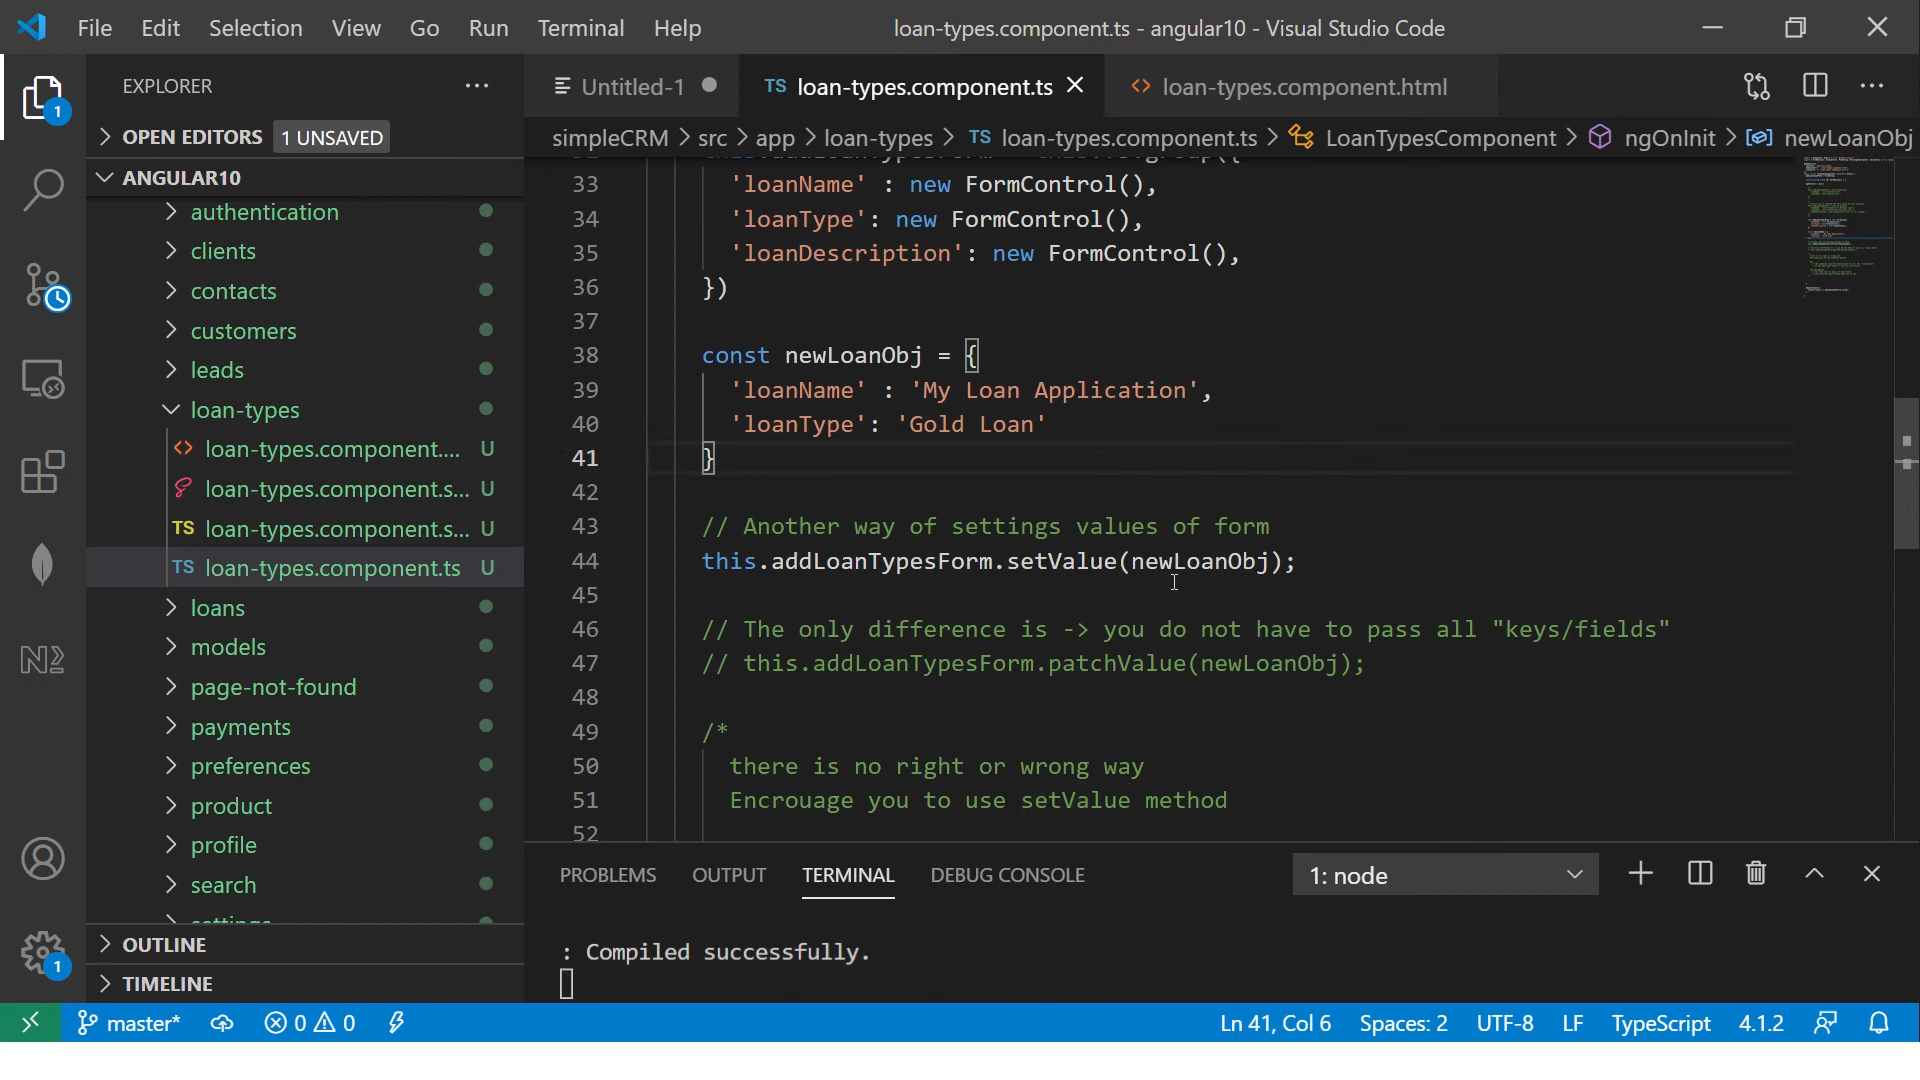 File Edit Selection View Go Run Terminal Help
loan-types.component.ts - angular10 - Visual Studio Code
EXPLORER
OPEN EDITORS 1 UNSAVED
ANGULAR10
authentication
clients
contacts
customers
leads
loan-types
loan-types.component.... U
loan-types.component.s... U
TS loan-types.component.s... U
TS loan-types.component.ts U
loans
models
page-not-found
payments
preferences
product
profile
search
OUTLINE
TIMELINE
1
1
Untitled-1
TS loan-types.component.ts
loan-types.component.html
simpleCRM > src > app > loan-types > TS loan-types.component.ts > LoanTypesComponent > ngOnInit > newLoanObj
33 'loanName' : new FormControl(),
34 'loanType': new FormControl(),
35 'loanDescription': new FormControl(),
36 })
37
38 const newLoanObj = {
39 'loanName' : 'My Loan Application',
40 'loanType': 'Gold Loan'
41 }
42
43 // Another way of settings values of form
44 this.addLoanTypesForm.setValue(newLoanObj);
45
46 // The only difference is -> you do not have to pass all "keys/fields"
47 // this.addLoanTypesForm.patchValue(newLoanObj);
48
49 /*
50 there is no right or wrong way
51 Encrouage you to use setValue method
52
PROBLEMS OUTPUT TERMINAL DEBUG CONSOLE 1: node
: Compiled successfully.
master* 0 0 Ln 41, Col 6 Spaces: 2 UTF-8 LF TypeScript 4.1.2